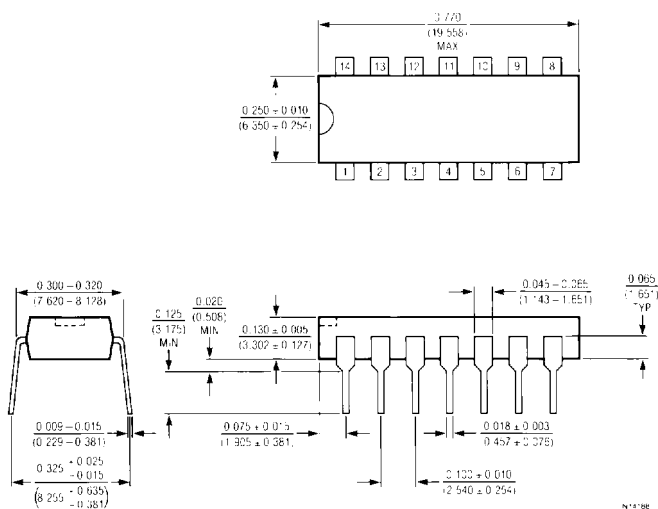 0.770
(19.558)
MAX
14 13 12 11 10 9 8
0.250 ± 0.010
(6.350 ± 0.254)
1 2 3 4 5 6 7
0.300 – 0.320
(7.620 – 8.128)
0.125
(3.175)
MIN
0.020
(0.508)
MIN
0.130 ± 0.005
(3.302 ± 0.127)
0.045 – 0.065
(1.143 – 1.651)
0.065
(1.651)
TYP
0.009 – 0.015
(0.229 – 0.381)
0.325 + 0.025
– 0.015
(8.255 + 0.635
– 0.381)
0.075 ± 0.015
(1.905 ± 0.381)
0.018 ± 0.003
0.457 ± 0.076)
0.100 ± 0.010
(2.540 ± 0.254)